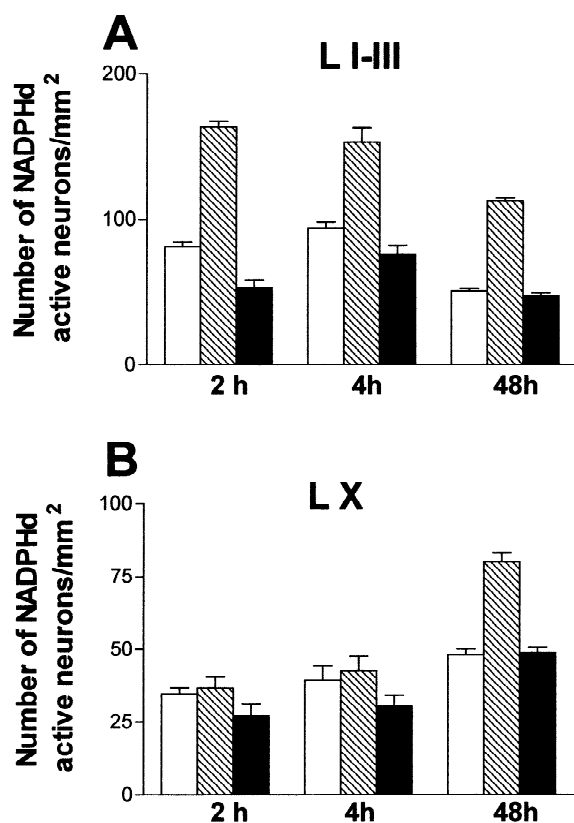 A
L I-III
Number of NADPHd
active neurons/mm²
200
100
0
2 h 4h 48h
B
L X
Number of NADPHd
active neurons/mm²
100
75
50
25
0
2 h 4h 48h